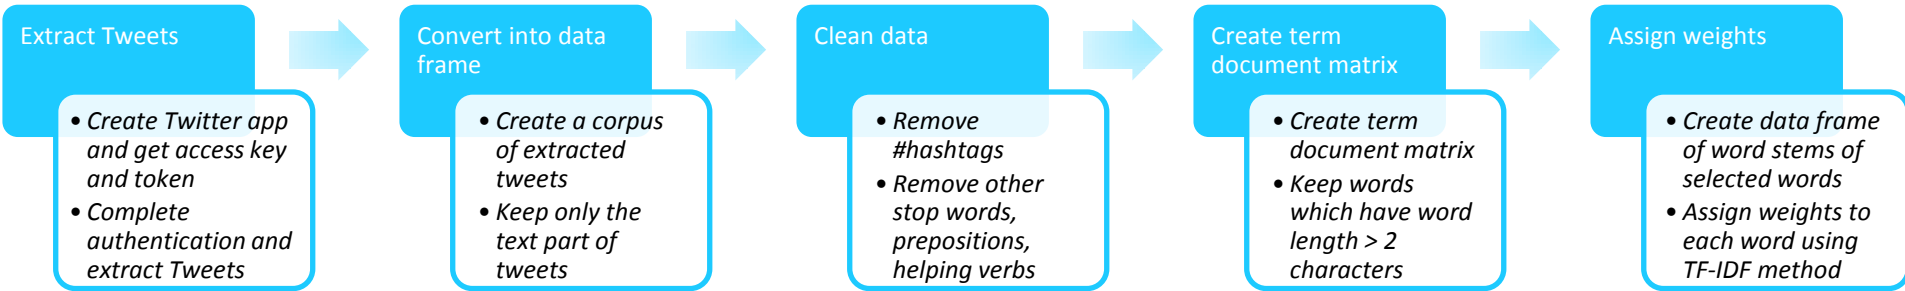 Extract Tweets
• Create Twitter app
and get access key
and token
• Complete
authentication and
extract Tweets
Convert into data
frame
• Create a corpus
of extracted
tweets
• Keep only the
text part of
tweets
Clean data
• Remove
#hashtags
• Remove other
stop words,
prepositions,
helping verbs
Create term
document matrix
• Create term
document matrix
• Keep words
which have word
length > 2
characters
Assign weights
• Create data frame
of word stems of
selected words
• Assign weights to
each word using
TF-IDF method